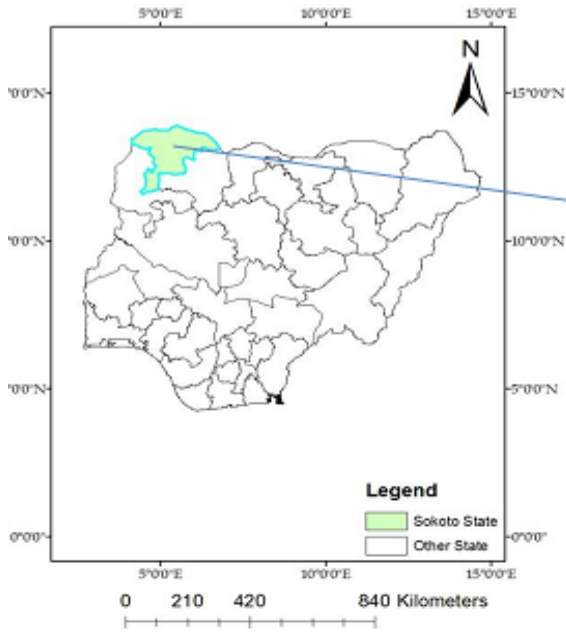 5°0'0"E 10°0'0"E 15°0'0"E
N
°0'0"N 15°0'0"N
°0'0"N 10°0'0"N
°0'0"N 5°0'0"N
Legend
Sokoto State
Other State
0°0'0" 0°0'0"
5°0'0"E 10°0'0"E 15°0'0"E
0 210 420 840 Kilometers